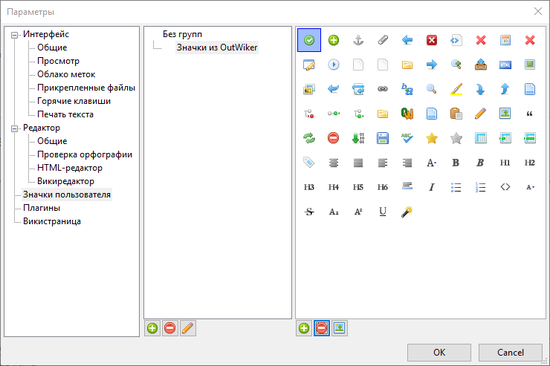 Параметры
Интерфейс
Общие
Просмотр
Облако меток
Прикрепленные файлы
Горячие клавиши
Печать текста
Редактор
Общие
Проверка орфографии
HTML-редактор
Викиредактор
Значки пользователя
Плагины
Викистраница
Без групп
Значки из OutWiker
A-
B
B
H1
H2
H3
H4
H5
H6
I
<>
A-
S
U
OK
Cancel